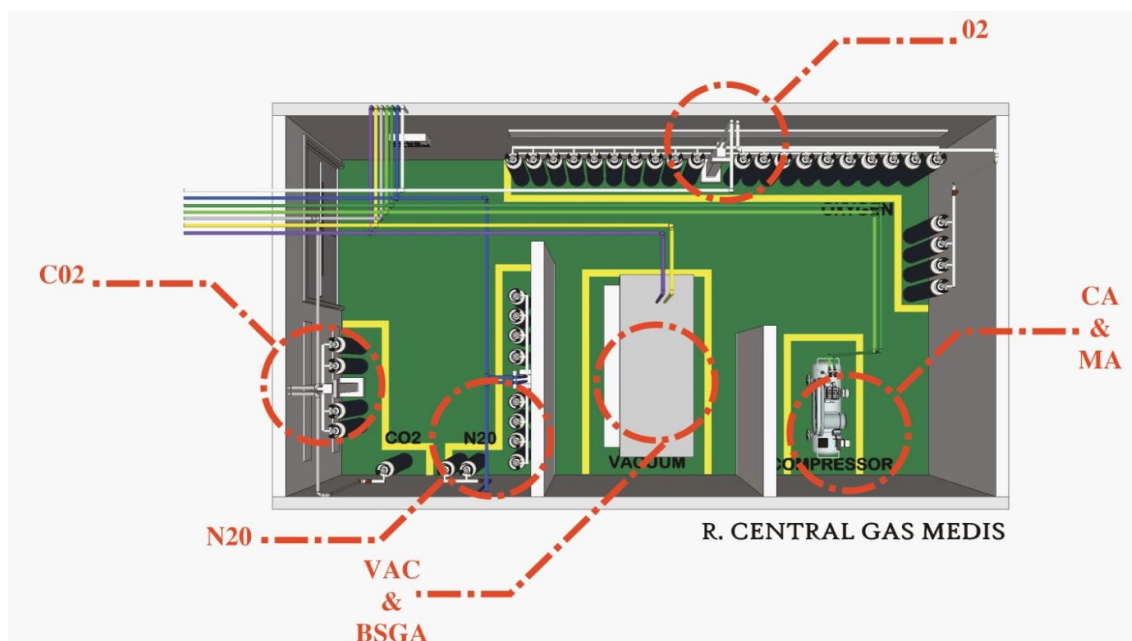 02
OXYGEN
C02
CA
&
MA
CO2
N20
VACUUM
COMPRESSOR
N20
R. CENTRAL GAS MEDIS
VAC
&
BSGA